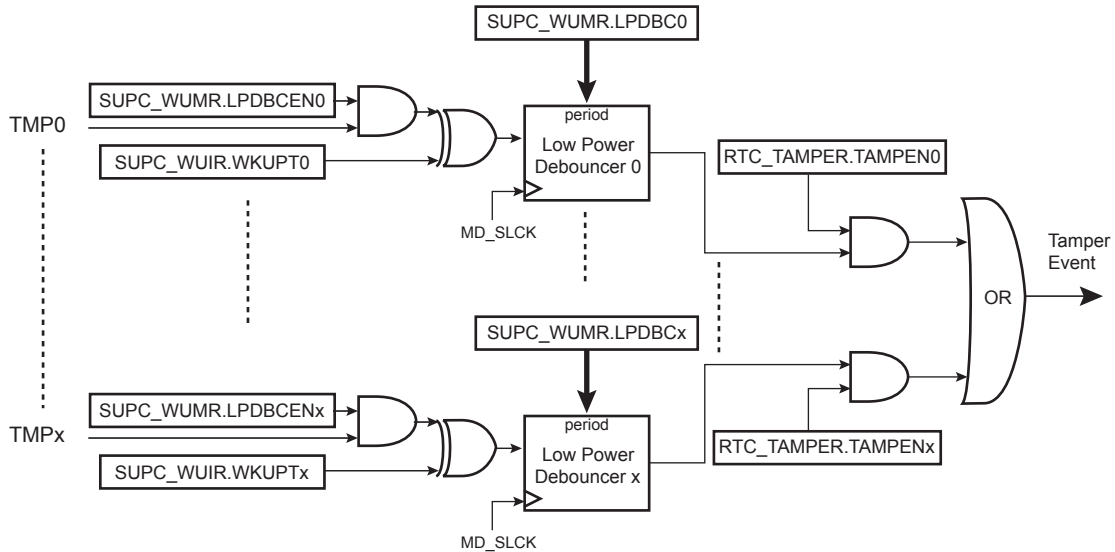 SUPC_WUMR.LPDBC0
SUPC_WUMR.LPDBCEN0
TMP0
SUPC_WUIR.WKUPT0
period
Low Power
Debouncer 0
MD_SLCK
RTC_TAMPER.TAMPEN0
Tamper
Event
OR
SUPC_WUMR.LPDBCx
SUPC_WUMR.LPDBCENx
TMPx
SUPC_WUIR.WKUPTx
period
Low Power
Debouncer x
MD_SLCK
RTC_TAMPER.TAMPENx